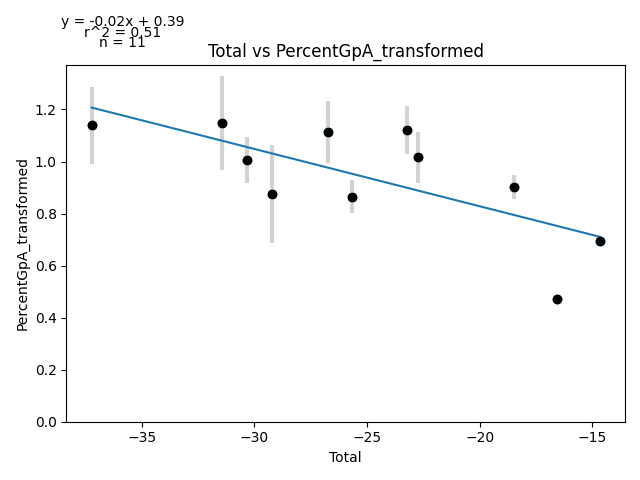 y = -0.02x + 0.39
r^2 = 0.51
n = 11
Total vs PercentGpA_transformed
PercentGpA_transformed
1.2
1.0
0.8
0.6
0.4
0.2
0.0
−35
−30
−25
−20
−15
Total